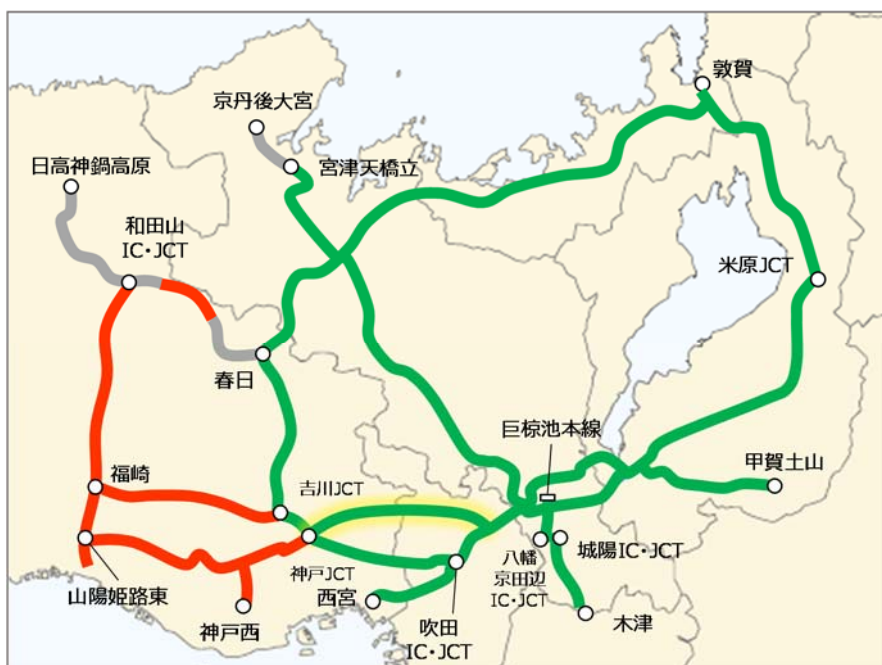 敦賀
京丹後大宮
宮津天橋立
日高神鍋高原
和田山
IC・JCT
米原JCT
春日
巨椋池本線
福崎
吉川JCT
甲賀土山
神戸JCT
八幡
京田辺
IC・JCT
城陽IC・JCT
山陽姫路東
西宮
神戸西
吹田
IC・JCT
木津